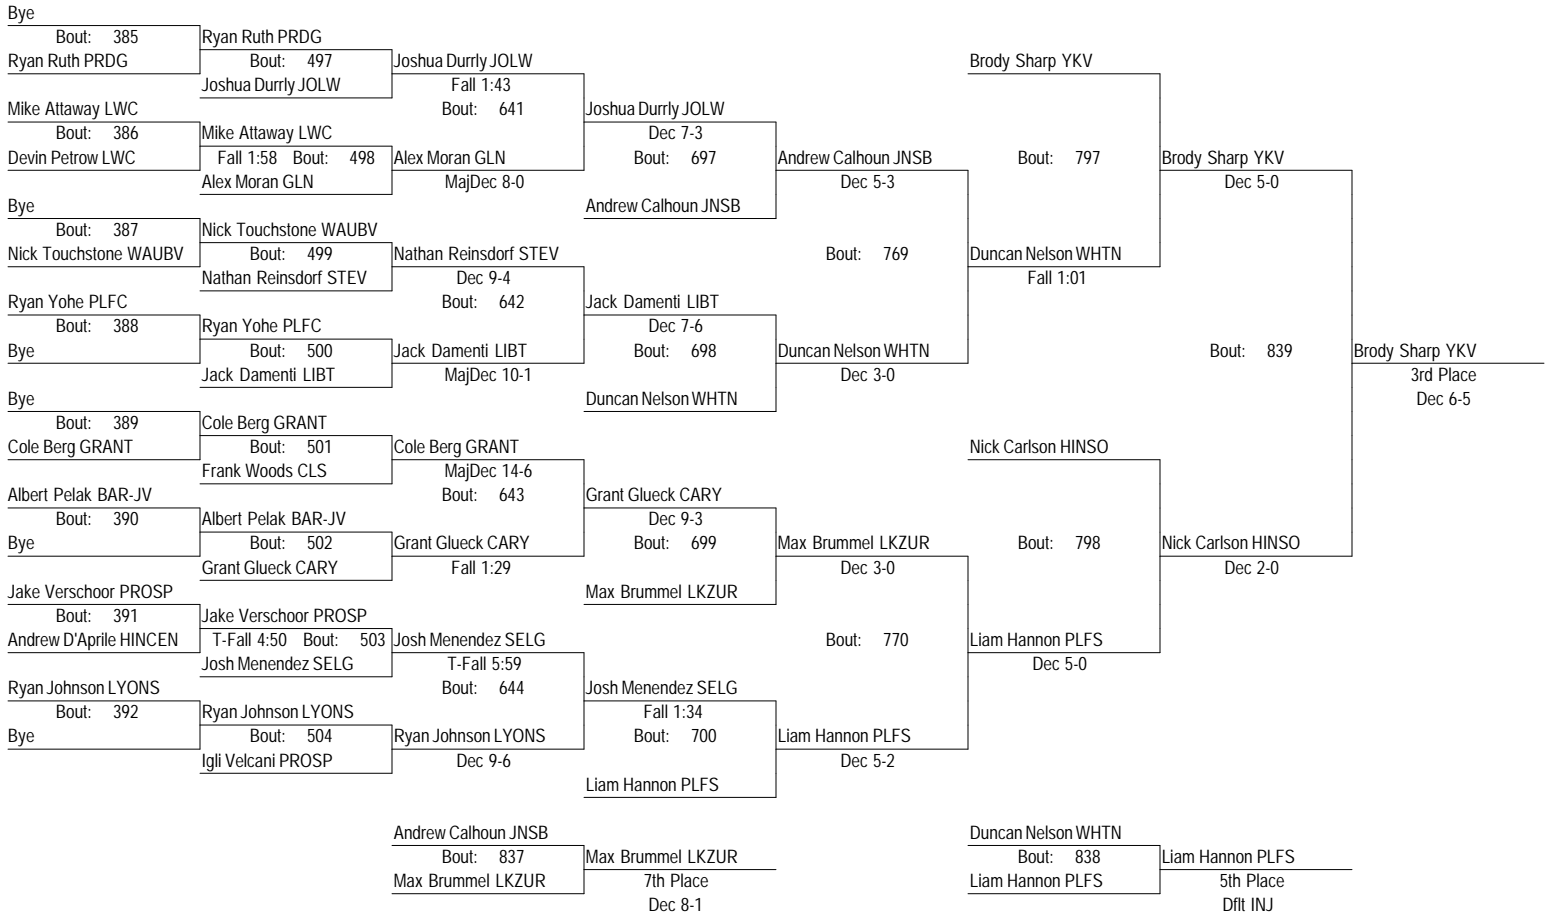 Bye
Bout: 385 Ryan Ruth PRDG
Ryan Ruth PRDG Bout: 497 Joshua Durrly JOLW Brody Sharp YKV
Joshua Durrly JOLW Fall 1:43
Mike Attaway LWC Bout: 641 Joshua Durrly JOLW
Bout: 386 Mike Attaway LWC Dec 7-3
Devin Petrow LWC Fall 1:58 Bout: 498 Alex Moran GLN Bout: 697 Andrew Calhoun JNSB Bout: 797 Brody Sharp YKV
Alex Moran GLN MajDec 8-0 Dec 5-3 Dec 5-0
Bye Andrew Calhoun JNSB
Bout: 387 Nick Touchstone WAUBV
Nick Touchstone WAUBV Bout: 499 Nathan Reinsdorf STEV Bout: 769 Duncan Nelson WHTN
Nathan Reinsdorf STEV Dec 9-4 Fall 1:01
Ryan Yohe PLFC Bout: 642 Jack Damenti LIBT
Bout: 388 Ryan Yohe PLFC Dec 7-6
Bye Bout: 500 Jack Damenti LIBT Bout: 698 Duncan Nelson WHTN Bout: 839 Brody Sharp YKV
Jack Damenti LIBT MajDec 10-1 Dec 3-0 3rd Place
Bye Duncan Nelson WHTN Dec 6-5
Bout: 389 Cole Berg GRANT
Cole Berg GRANT Bout: 501 Cole Berg GRANT Nick Carlson HINSO
Frank Woods CLS MajDec 14-6
Albert Pelak BAR-JV Bout: 643 Grant Glueck CARY
Bout: 390 Albert Pelak BAR-JV Dec 9-3
Bye Bout: 502 Grant Glueck CARY Bout: 699 Max Brummel LKZUR Bout: 798 Nick Carlson HINSO
Grant Glueck CARY Fall 1:29 Dec 3-0 Dec 2-0
Jake Verschoor PROSP Max Brummel LKZUR
Bout: 391 Jake Verschoor PROSP
Andrew D'Aprile HINCEN T-Fall 4:50 Bout: 503 Josh Menendez SELG Bout: 770 Liam Hannon PLFS
Josh Menendez SELG T-Fall 5:59 Dec 5-0
Ryan Johnson LYONS Bout: 644 Josh Menendez SELG
Bout: 392 Ryan Johnson LYONS Fall 1:34
Bye Bout: 504 Ryan Johnson LYONS Bout: 700 Liam Hannon PLFS
Igli Velcani PROSP Dec 9-6 Dec 5-2
Liam Hannon PLFS
Andrew Calhoun JNSB Duncan Nelson WHTN
Bout: 837 Max Brummel LKZUR Bout: 838 Liam Hannon PLFS
Max Brummel LKZUR 7th Place Liam Hannon PLFS 5th Place
Dec 8-1 Dflt INJ